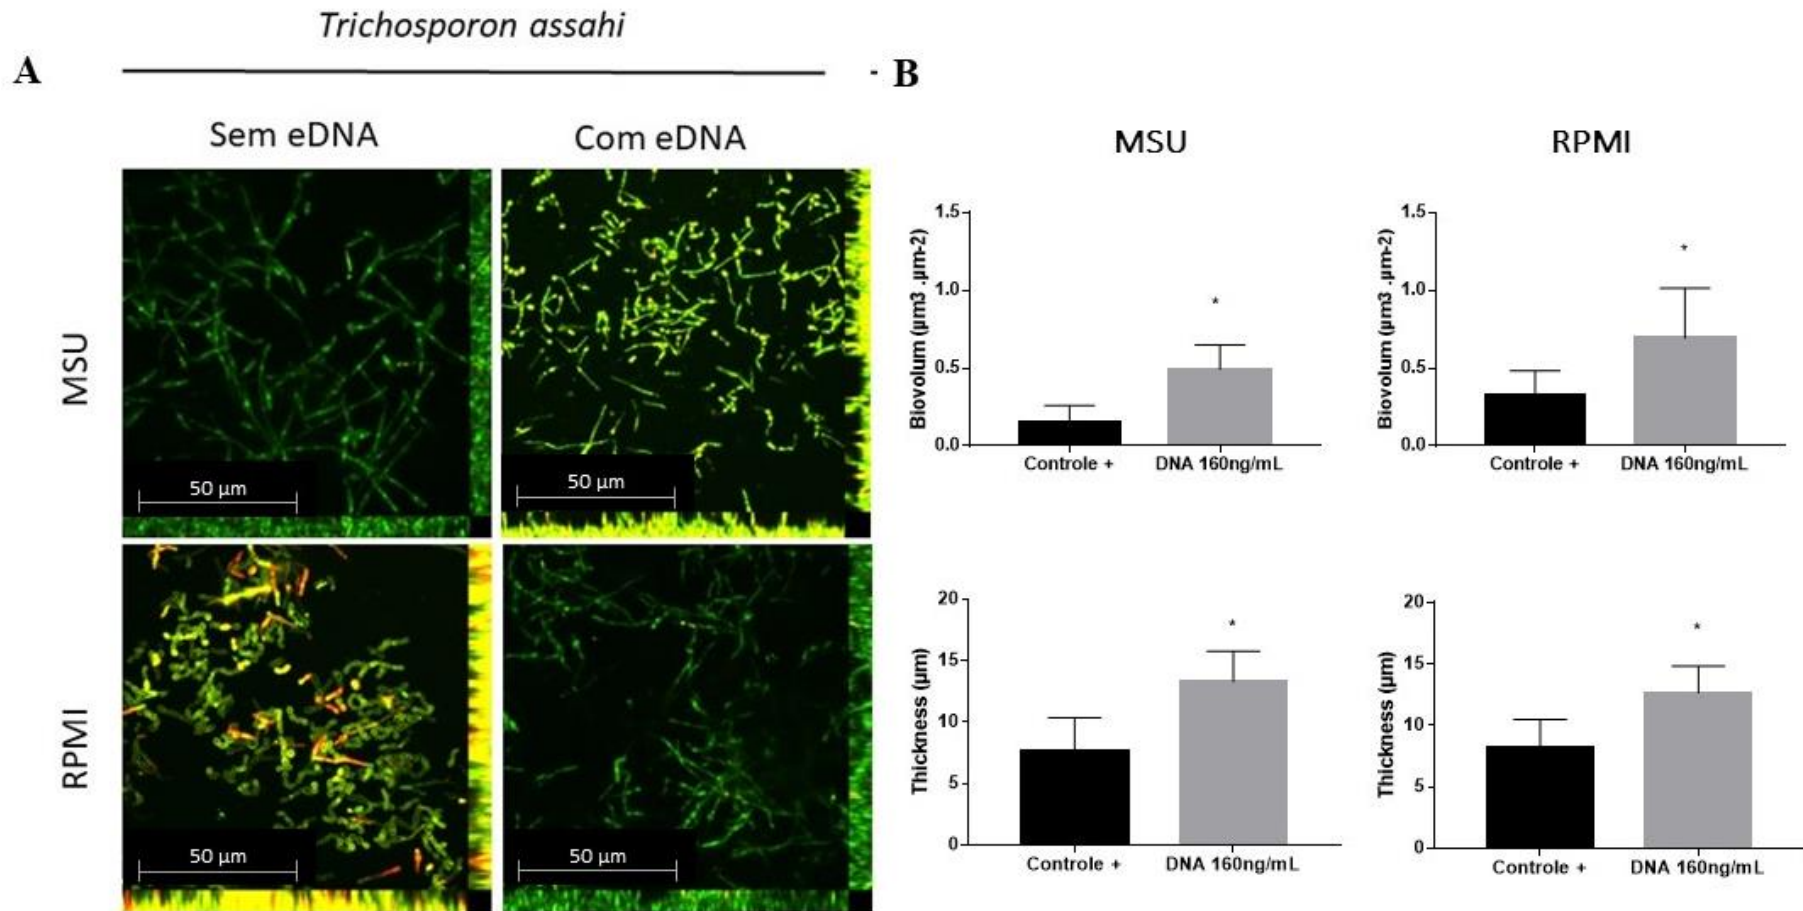 Trichosporon assahi
A
B
Sem eDNA
Com eDNA
MSU
RPMI
50 µm
50 µm
50 µm
50 µm
MSU
RPMI
Biovolum (µm3 .µm-2)
1.5
1.0
0.5
0.0
*
Controle +
DNA 160ng/mL
Biovolum (µm3 .µm-2)
1.5
1.0
0.5
0.0
*
Controle +
DNA 160ng/mL
Thickness (µm)
20
15
10
5
0
*
Controle +
DNA 160ng/mL
Thickness (µm)
20
15
10
5
0
*
Controle +
DNA 160ng/mL